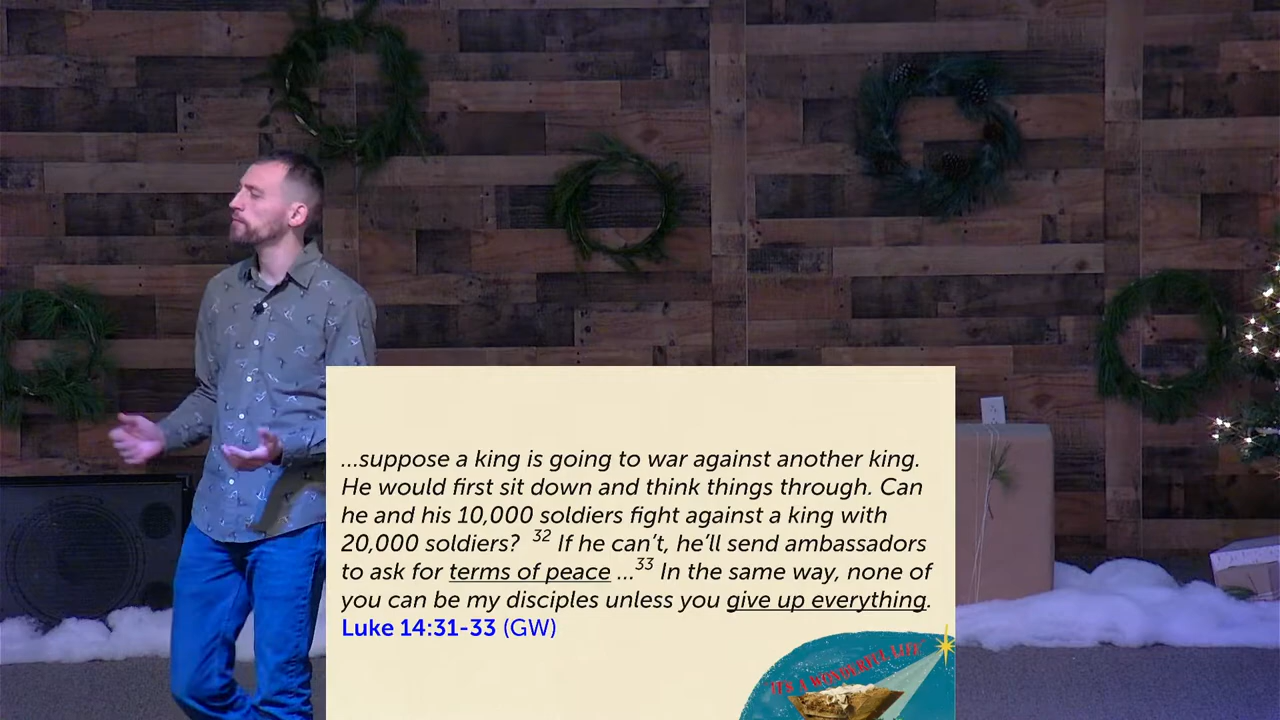 ...suppose a king is going to war against another king.
He would first sit down and think things through. Can
he and his 10,000 soldiers fight against a king with
20,000 soldiers? 32 If he can't, he'll send ambassadors
to ask for terms of peace ...33 In the same way, none of
you can be my disciples unless you give up everything.
Luke 14:31-33 (GW)
IT'S A WONDERFUL LIFE